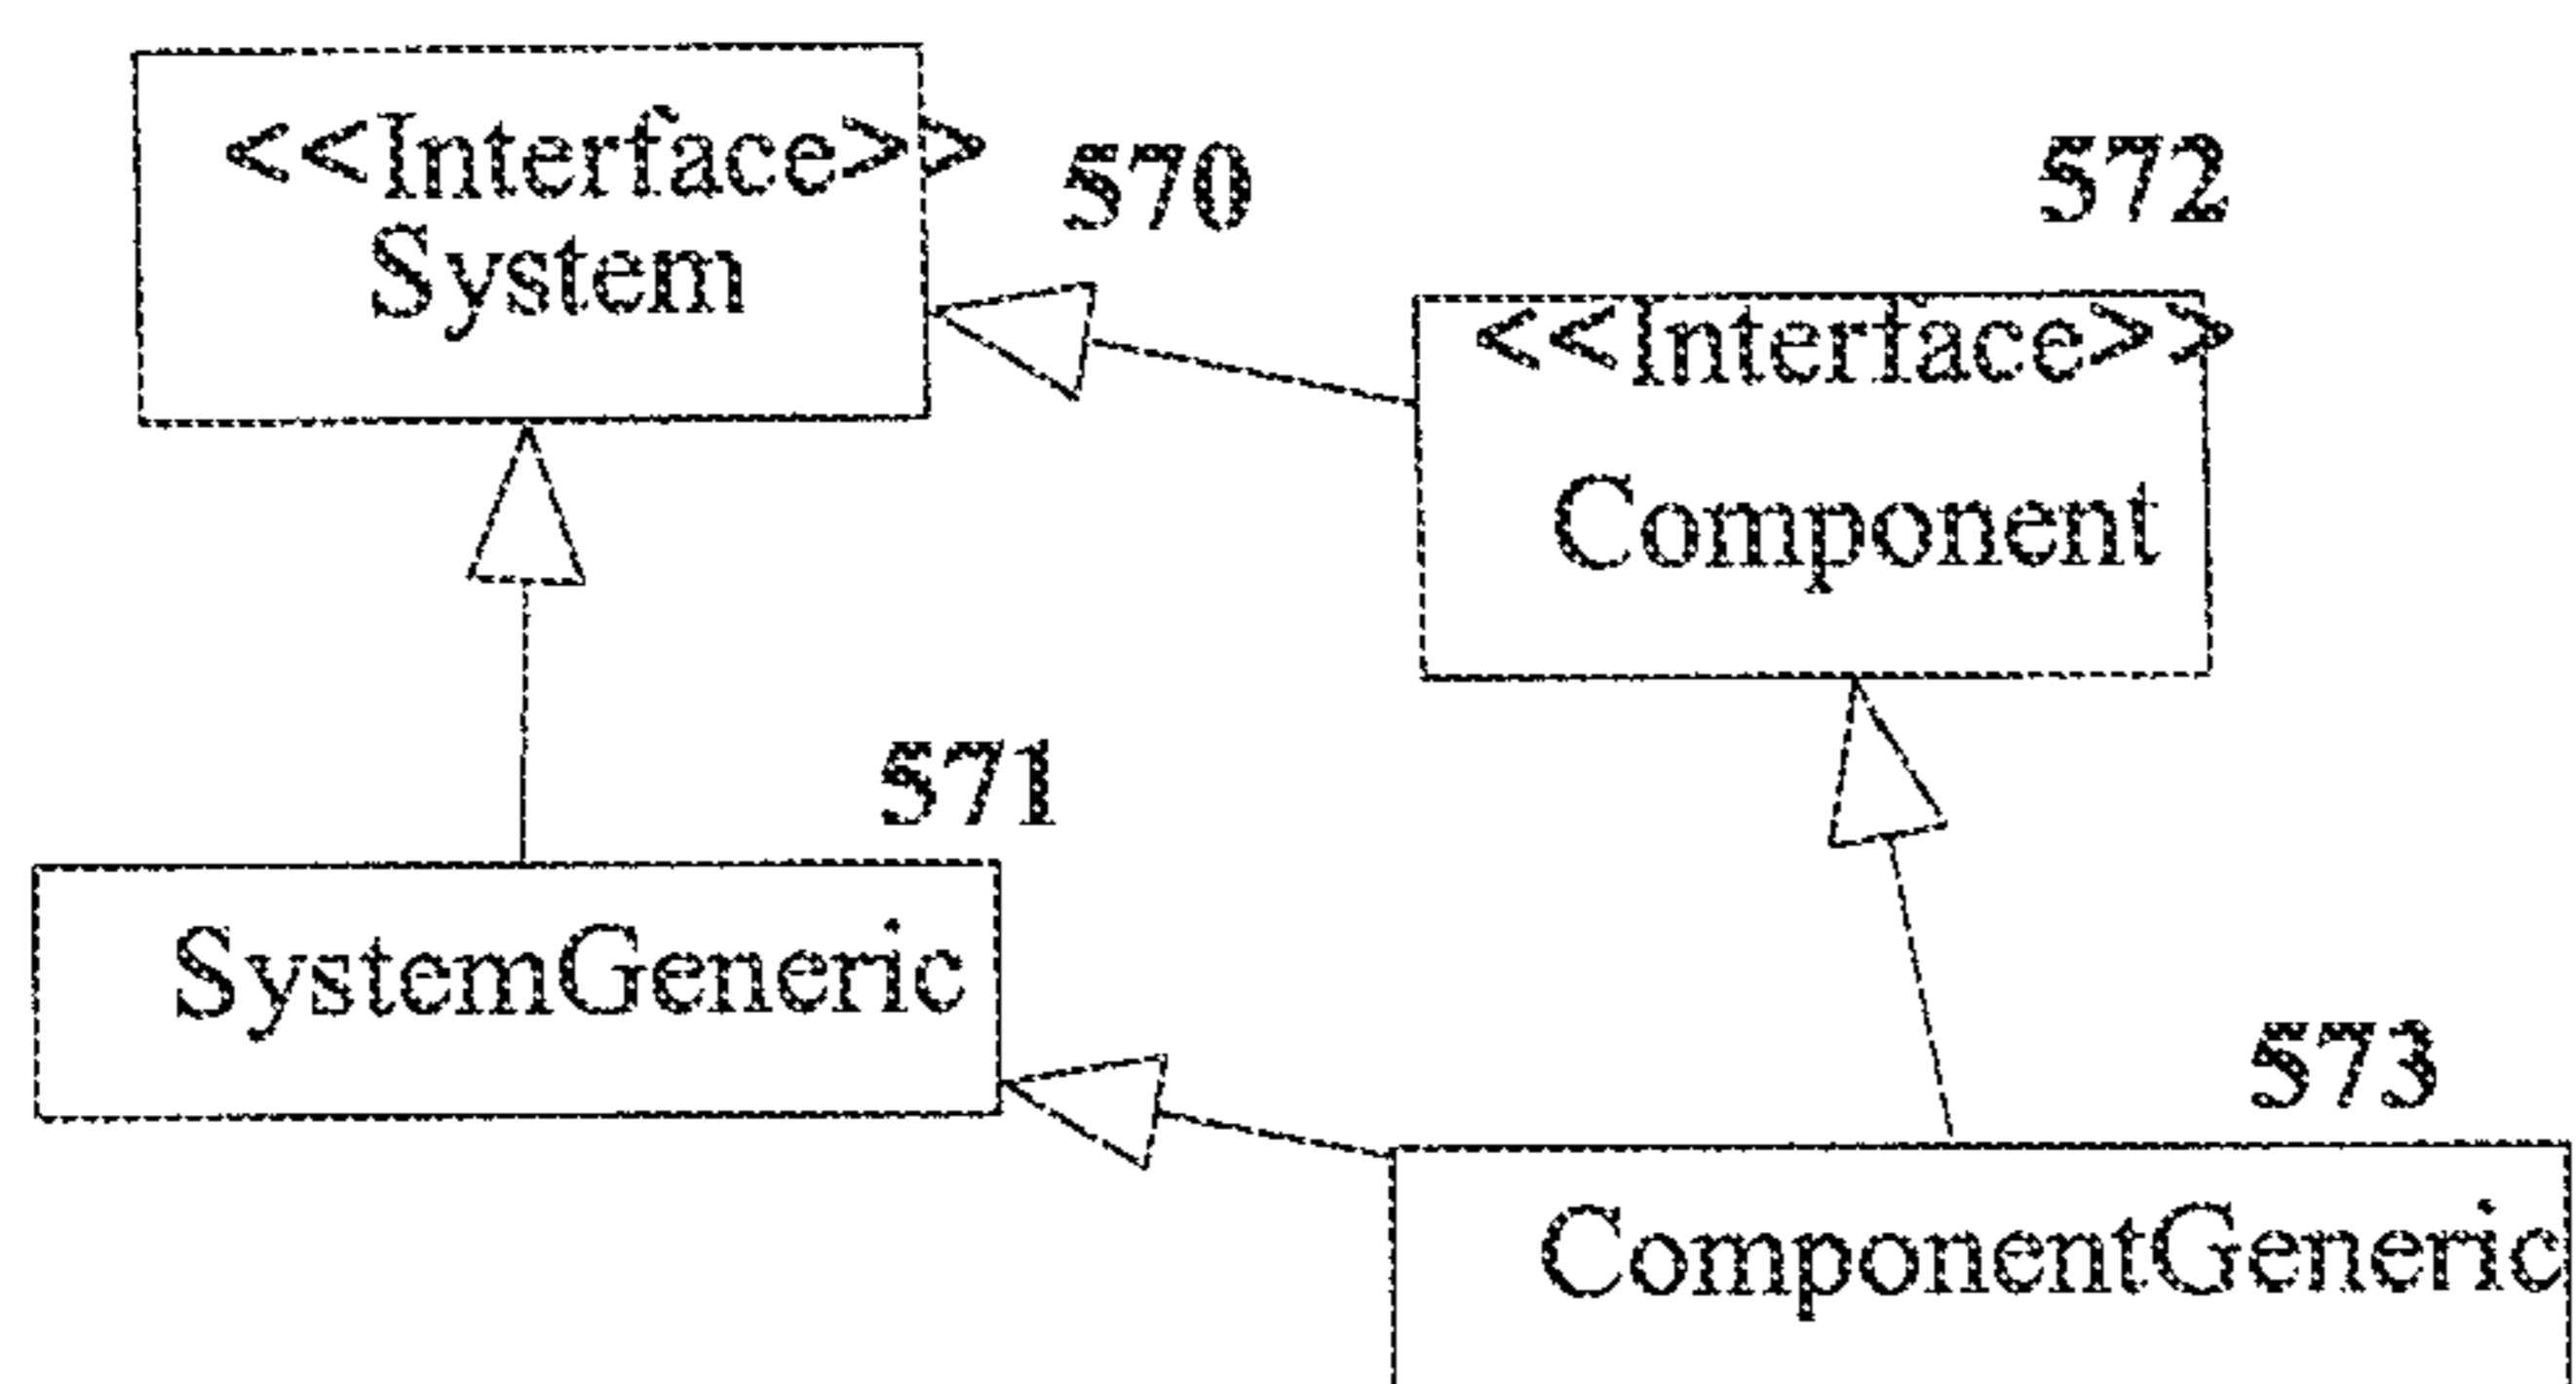 <<Interface>>
System
570
572
<<Interface>>
Component
571
SystemGeneric
573
ComponentGeneric